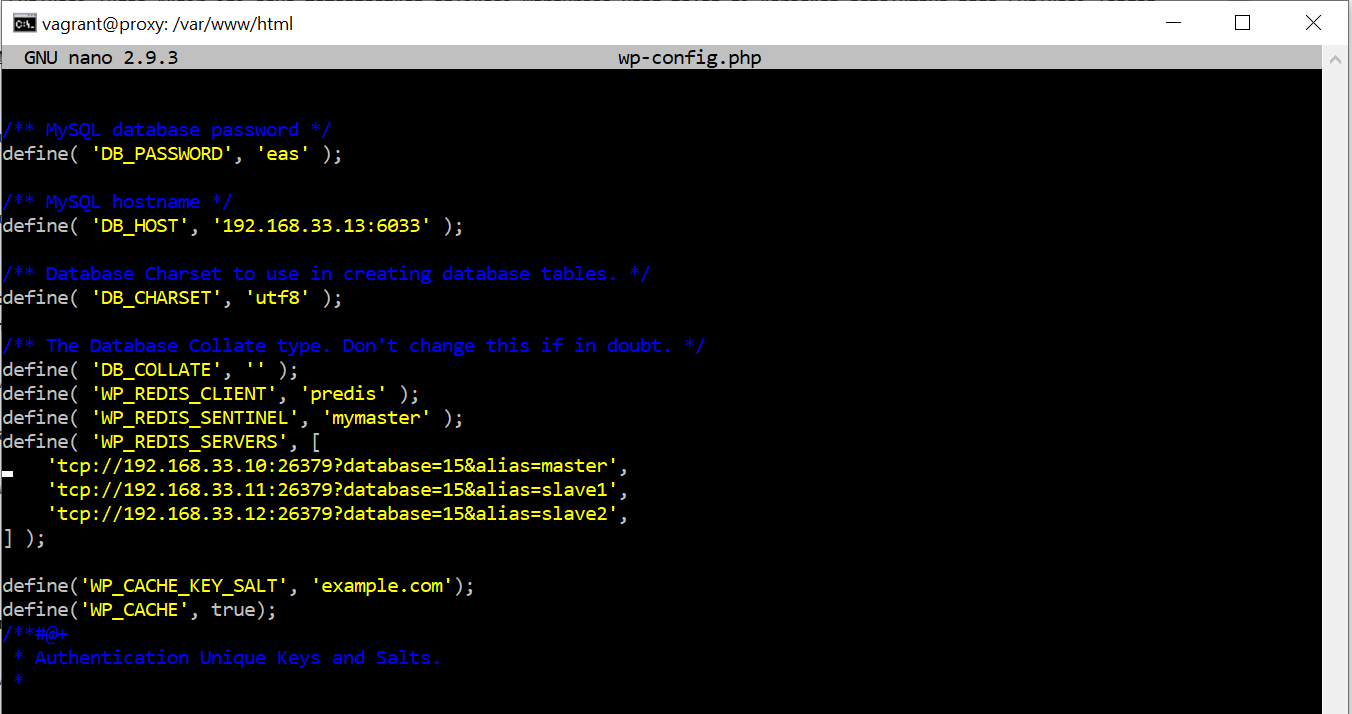 vagrant@proxy: /var/www/html
GNU nano 2.9.3 wp-config.php
/** MySQL database password */
define( 'DB_PASSWORD', 'eas' );
/** MySQL hostname */
define( 'DB_HOST', '192.168.33.13:6033' );
/** Database Charset to use in creating database tables. */
define( 'DB_CHARSET', 'utf8' );
/** The Database Collate type. Don't change this if in doubt. */
define( 'DB_COLLATE', '' );
define( 'WP_REDIS_CLIENT', 'predis' );
define( 'WP_REDIS_SENTINEL', 'mymaster' );
define( 'WP_REDIS_SERVERS', [
    'tcp://192.168.33.10:26379?database=15&alias=master',
    'tcp://192.168.33.11:26379?database=15&alias=slave1',
    'tcp://192.168.33.12:26379?database=15&alias=slave2',
] );
define('WP_CACHE_KEY_SALT', 'example.com');
define('WP_CACHE', true);
/**#@+
 * Authentication Unique Keys and Salts.
 *